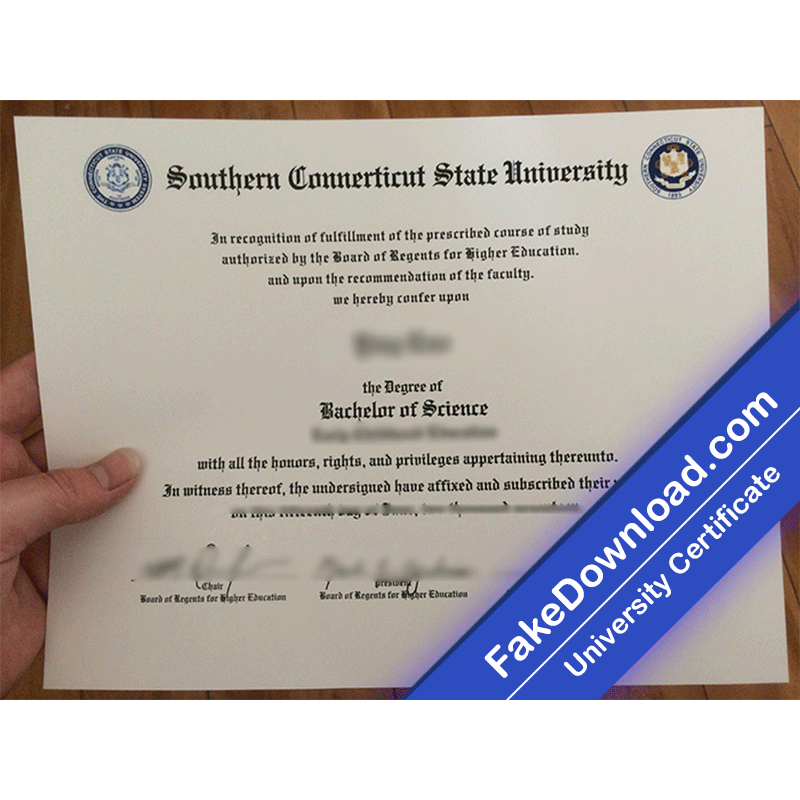 Southern Connerticut State University
In recognition of fulfillment of the prescribed course of study
authorized by the Board of Regents for Higher Education.
and upon the recommendation of the faculty.
we hereby confer upon
the Degree of
Bachelor of Science
with all the honors, rights, and privileges appertaining thereunto.
In witness thereof, the undersigned have affixed and subscribed their
Chair
President
Board of Regents for Higher Education
Board of Regents for Higher Education
FakeDownload.com
University Certificate